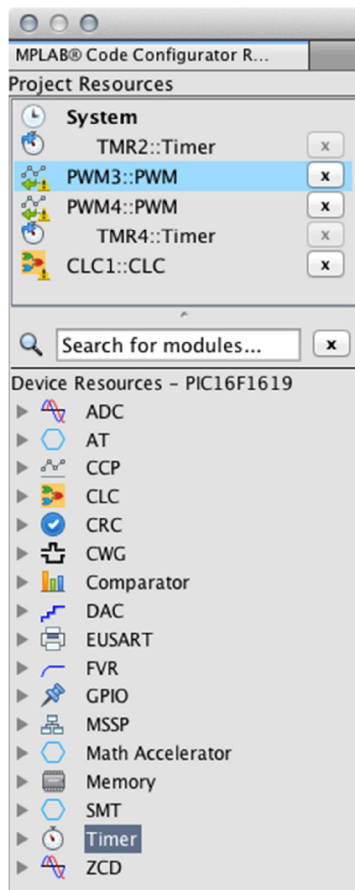 MPLAB® Code Configurator R...
Project Resources
System
TMR2::Timer x
PWM3::PWM x
PWM4::PWM x
TMR4::Timer x
CLC1::CLC x
Search for modules... x
Device Resources - PIC16F1619
ADC
AT
CCP
CLC
CRC
CWG
Comparator
DAC
EUSART
FVR
GPIO
MSSP
Math Accelerator
Memory
SMT
Timer
ZCD